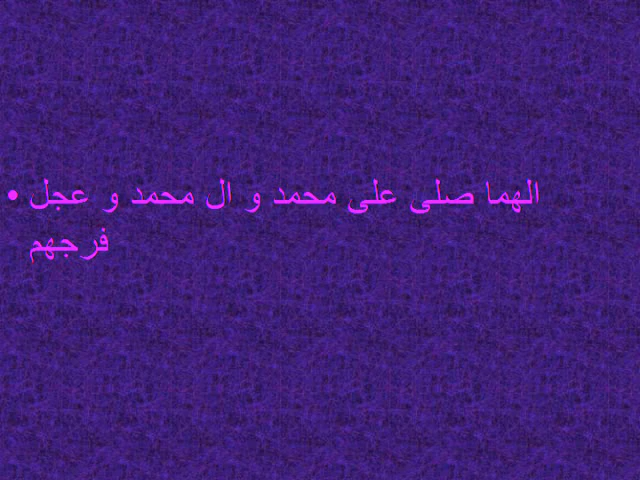 • الهما صلی علی محمد و ال محمد و عجل
فرجهم